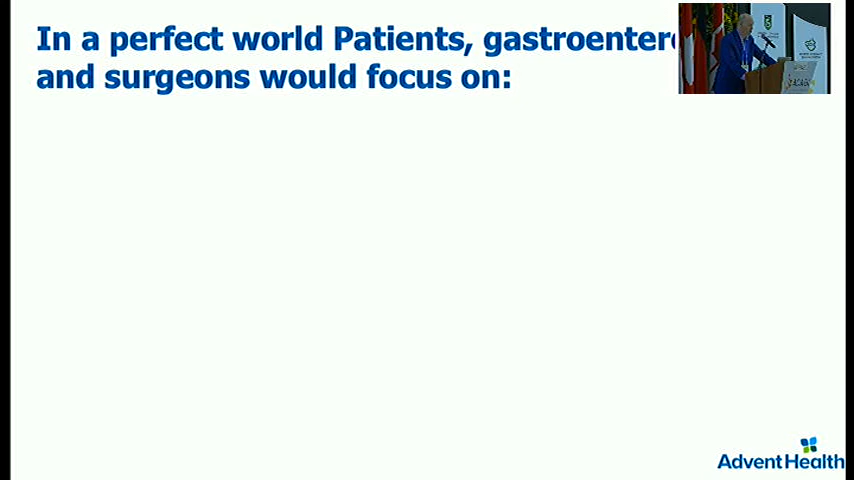 In a perfect world Patients, gastroenter
and surgeons would focus on:
AdventHealth